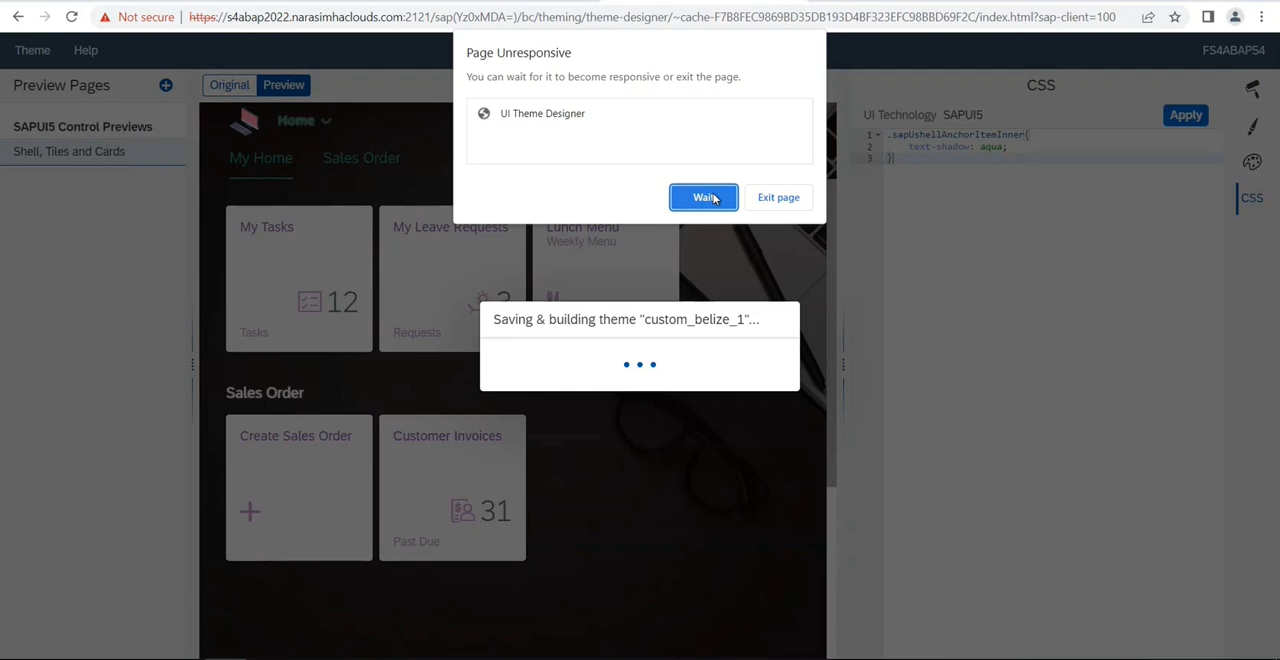 Not secure
https://s4abap2022.narasimhaclouds.com:2121/sap(Yz0xMDA=)/bc/theming/theme-designer/~cache-F7B8FEC9869BD35DB193D4BF323EFC98BBD69F2C/index.html?sap-client=100
Theme Help
FS4ABAP54
Page Unresponsive
You can wait for it to become responsive or exit the page.
UI Theme Designer
Wait
Exit page
Preview Pages
Original Preview
SAPUI5 Control Previews
Shell, Tiles and Cards
Home
My Home Sales Order
My Tasks
12
Tasks
My Leave Requests
Requests
Lunch Menu
Weekly Menu
Saving & building theme "custom_belize_1"...
Sales Order
Create Sales Order
Customer Invoices
31
Past Due
CSS
UI Technology SAPUI5
Apply
1 .sapUshellAnchorItemInner{
2 text-shadow: aqua;
3 }
CSS